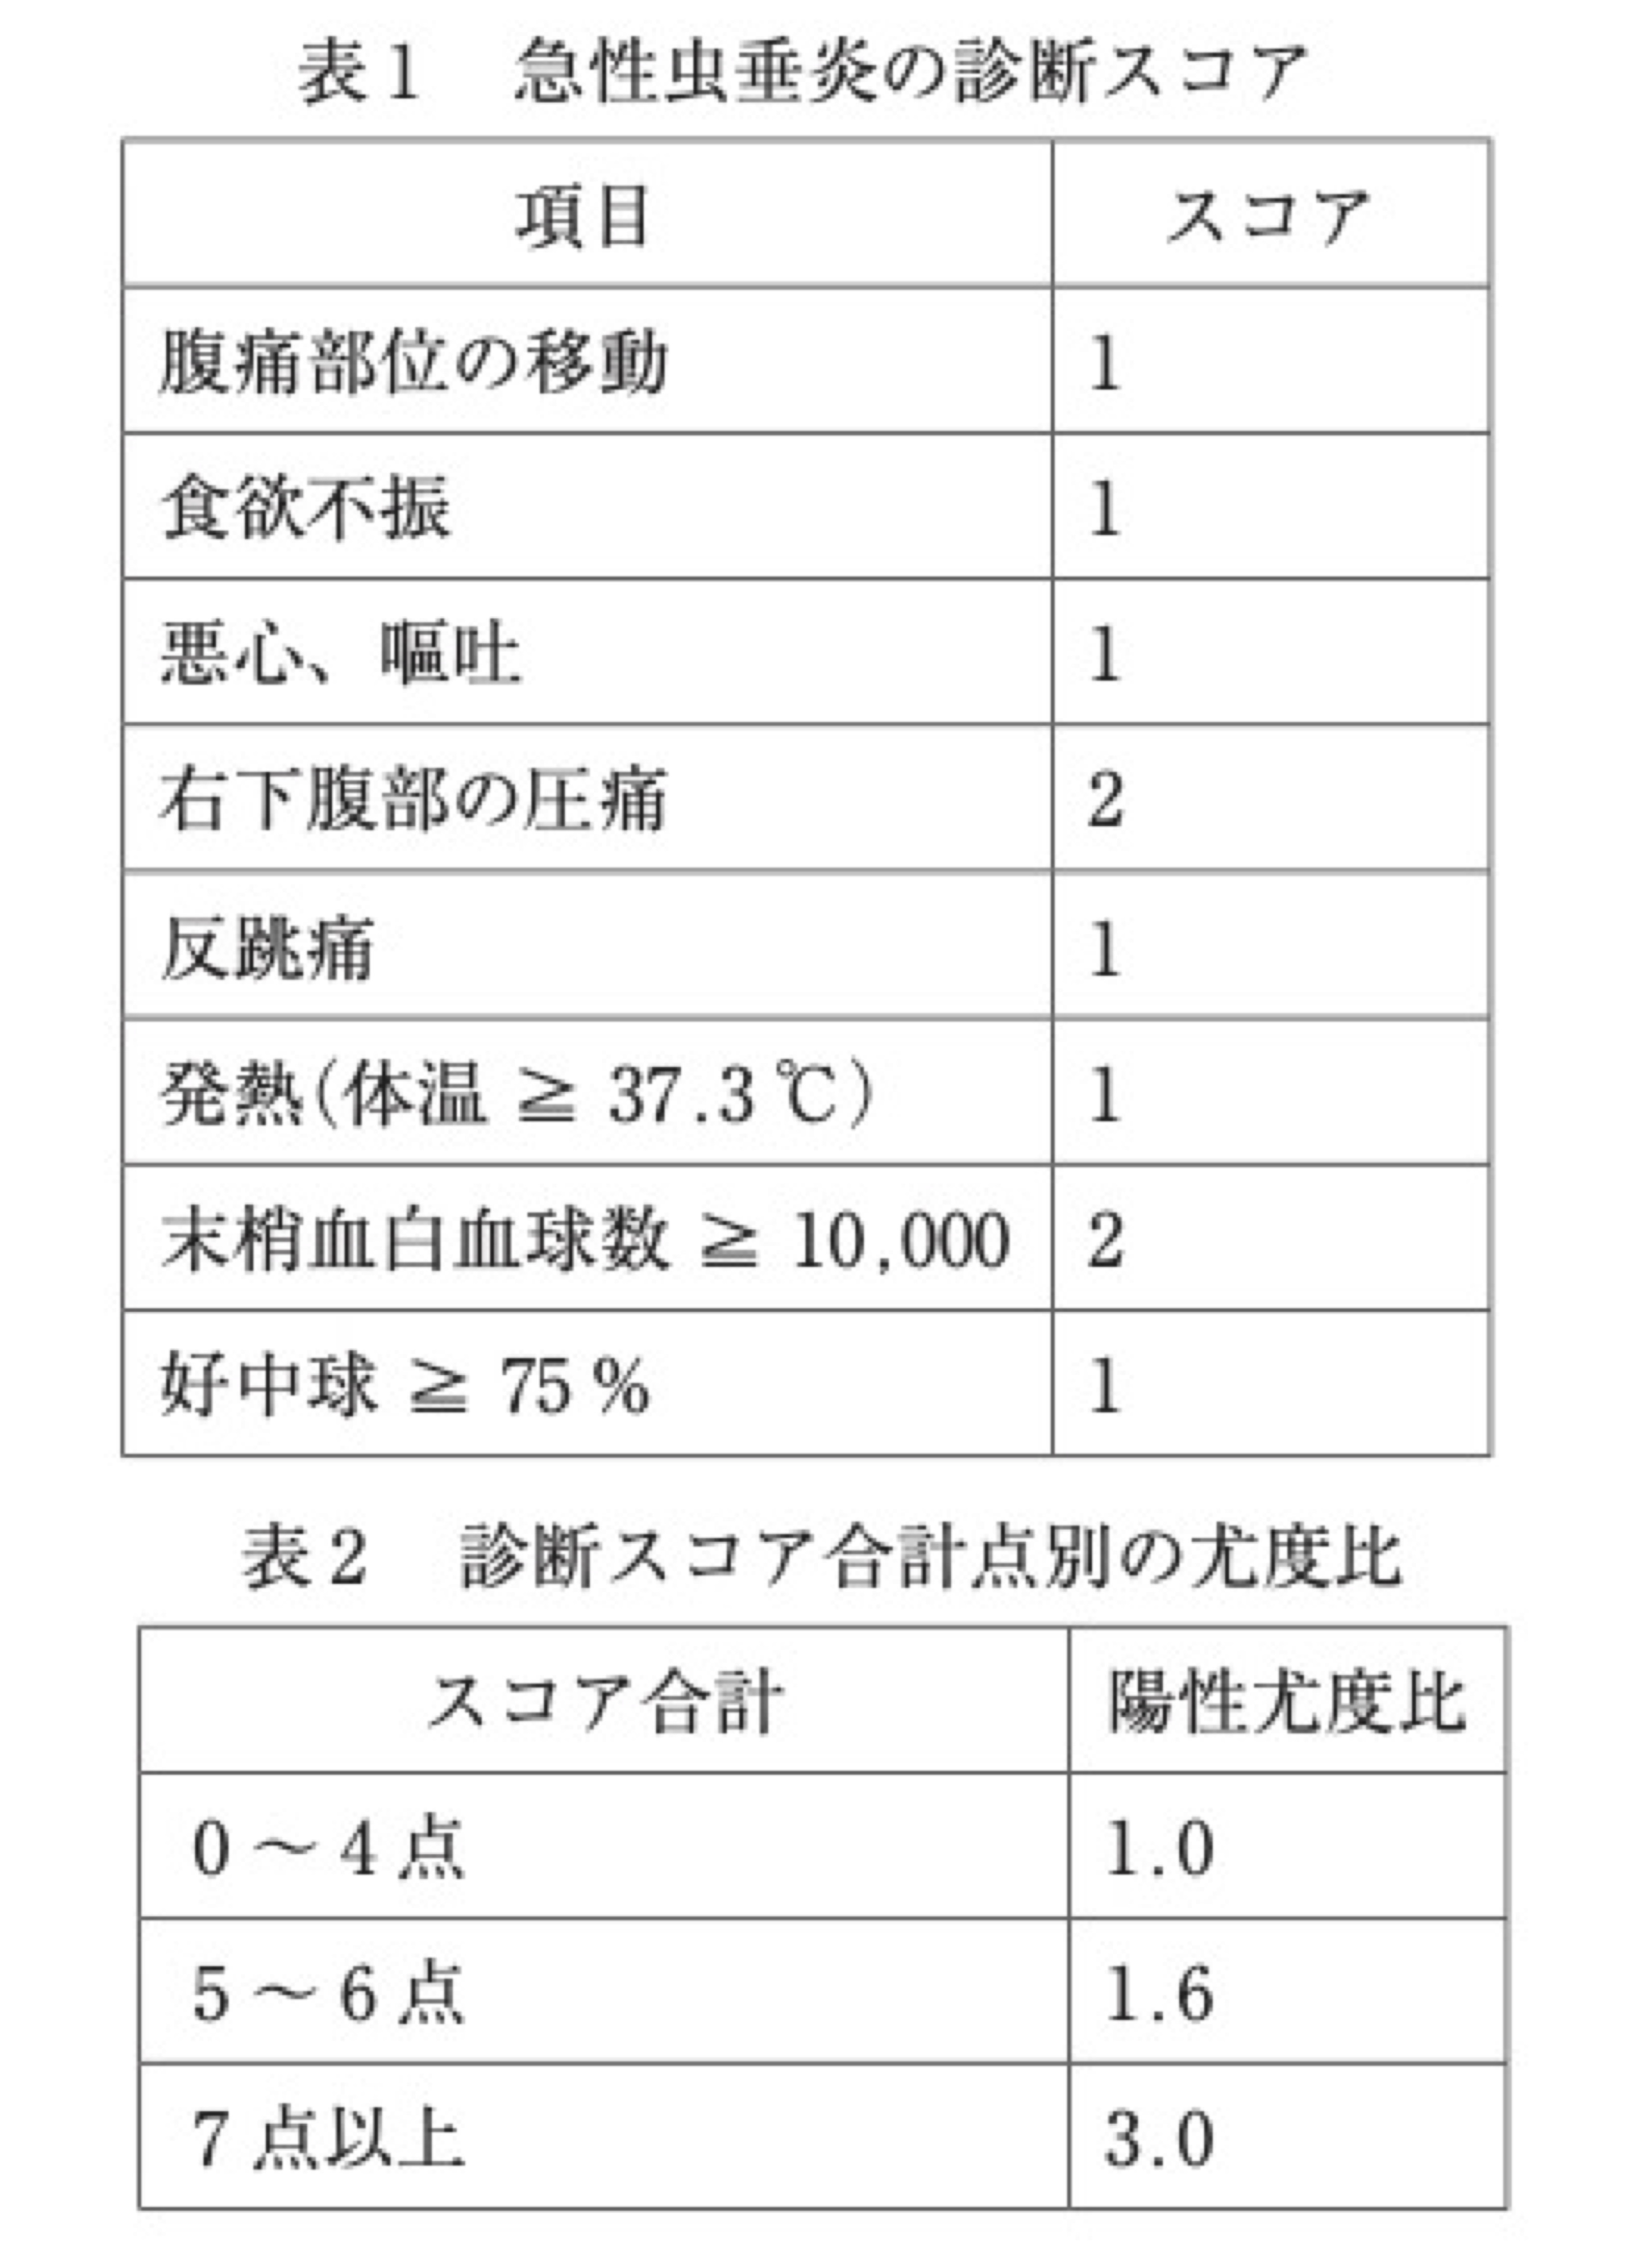 表1 急性虫垂炎の診断スコア
項目 スコア
腹痛部位の移動 1
食欲不振 1
悪心、嘔吐 1
右下腹部の圧痛 2
反跳痛 1
発熱(体温 ≧ 37.3 ℃) 1
末梢血白血球数 ≧ 10,000 2
好中球 ≧ 75 % 1
表2 診断スコア合計点別の尤度比
スコア合計 陽性尤度比
0 ～ 4 点 1.0
5 ～ 6 点 1.6
7 点以上 3.0